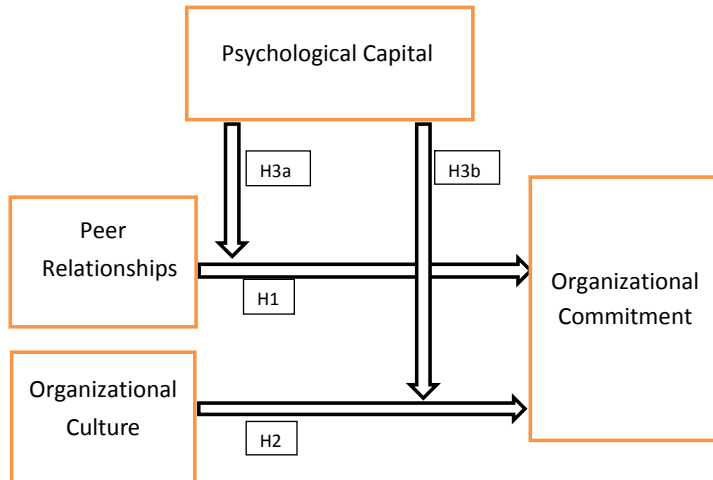 Psychological Capital
H3a
H3b
Peer
Relationships
H1
Organizational
Commitment
Organizational
Culture
H2